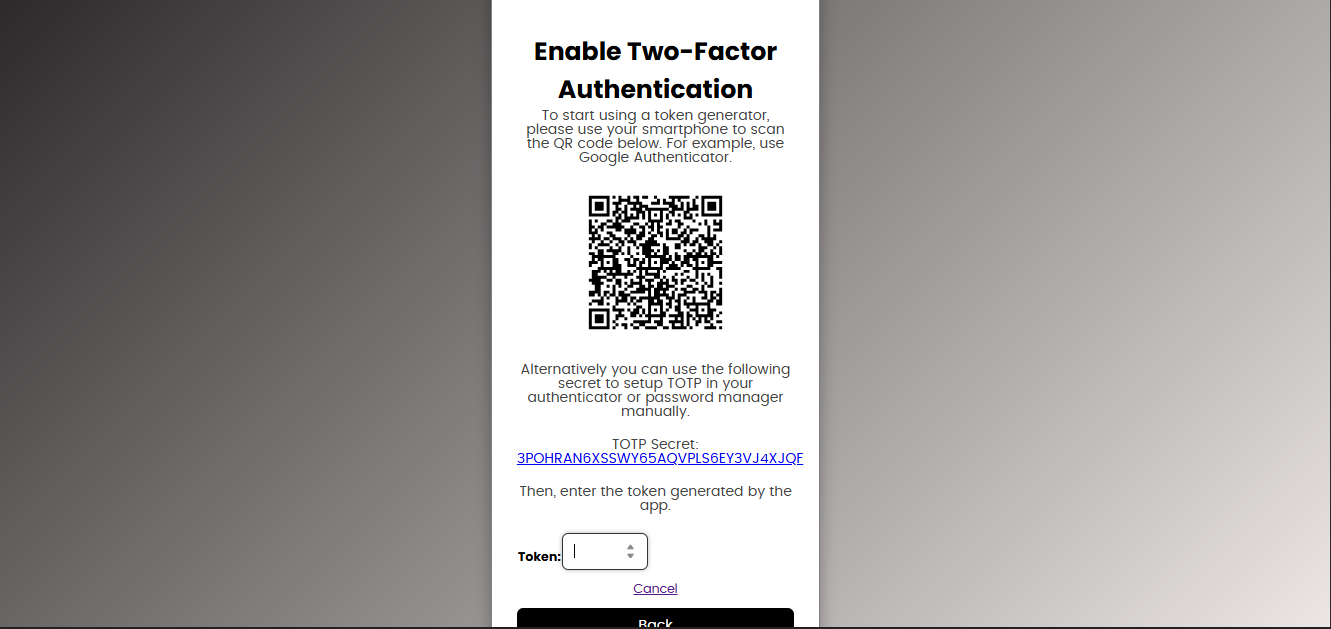 Enable Two-Factor
Authentication
To start using a token generator,
please use your smartphone to scan
the QR code below. For example, use
Google Authenticator.
Alternatively you can use the following
secret to setup TOTP in your
authenticator or password manager
manually.
TOTP Secret:
3POHRAN6XSSWY65AQVPLS6EY3VJ4XJQF
Then, enter the token generated by the
app.
Token:
Cancel
Back